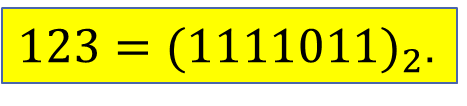 123 = (1111011)₂.